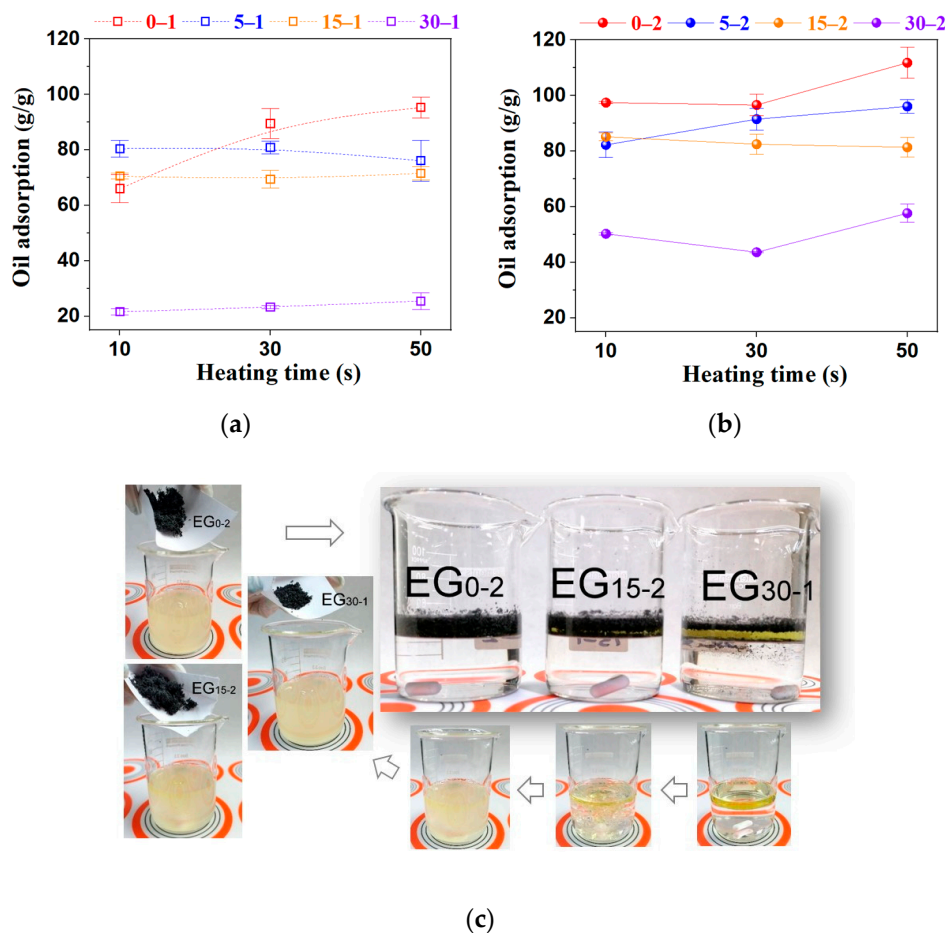 0–1 5–1 15–1 30–1
120
100
80
60
40
20
Oil adsorption (g/g)
10 30 50
Heating time (s)
(a)
0–2 5–2 15–2 30–2
120
100
80
60
40
20
Oil adsorption (g/g)
10 30 50
Heating time (s)
(b)
EG0-2
EG30-1
EG15-2
100
EG0-2 EG15-2 EG30-1
(c)